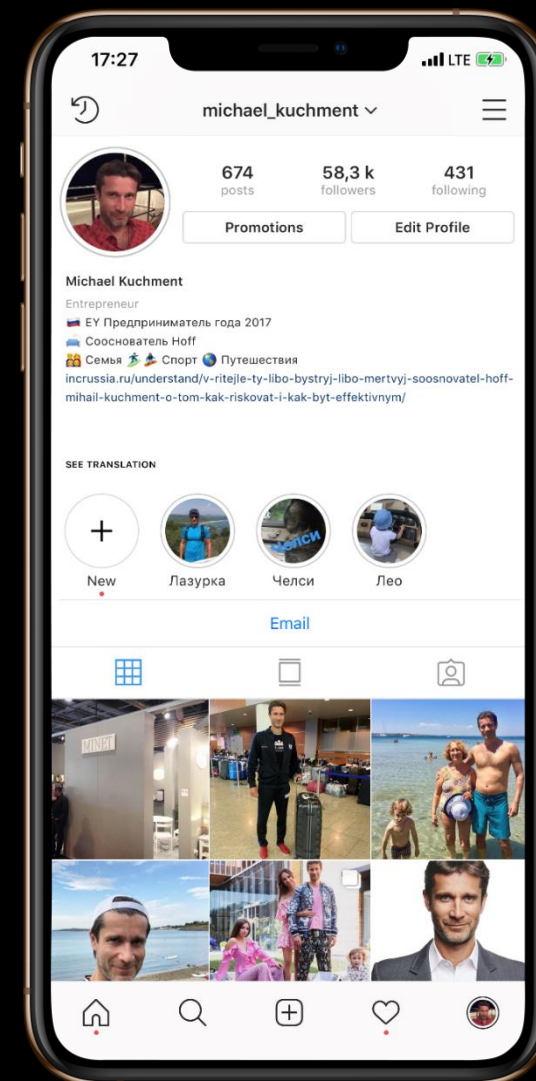 17:27
LTE
michael_kuchment
674 58,3 k 431
posts followers following
Promotions Edit Profile
Michael Kuchment
Entrepreneur
EY Предприниматель года 2017
Сооснователь Hoff
Семья Спорт Путешествия
incrussia.ru/understand/v-ritejle-ty-libo-bystryj-libo-mertvyj-soosnovatel-hoff-
mihail-kuchment-o-tom-kak-riskovat-i-kak-byt-effektivnym/
SEE TRANSLATION
Челси
New Лазурка Челси Лео
Email
MINET